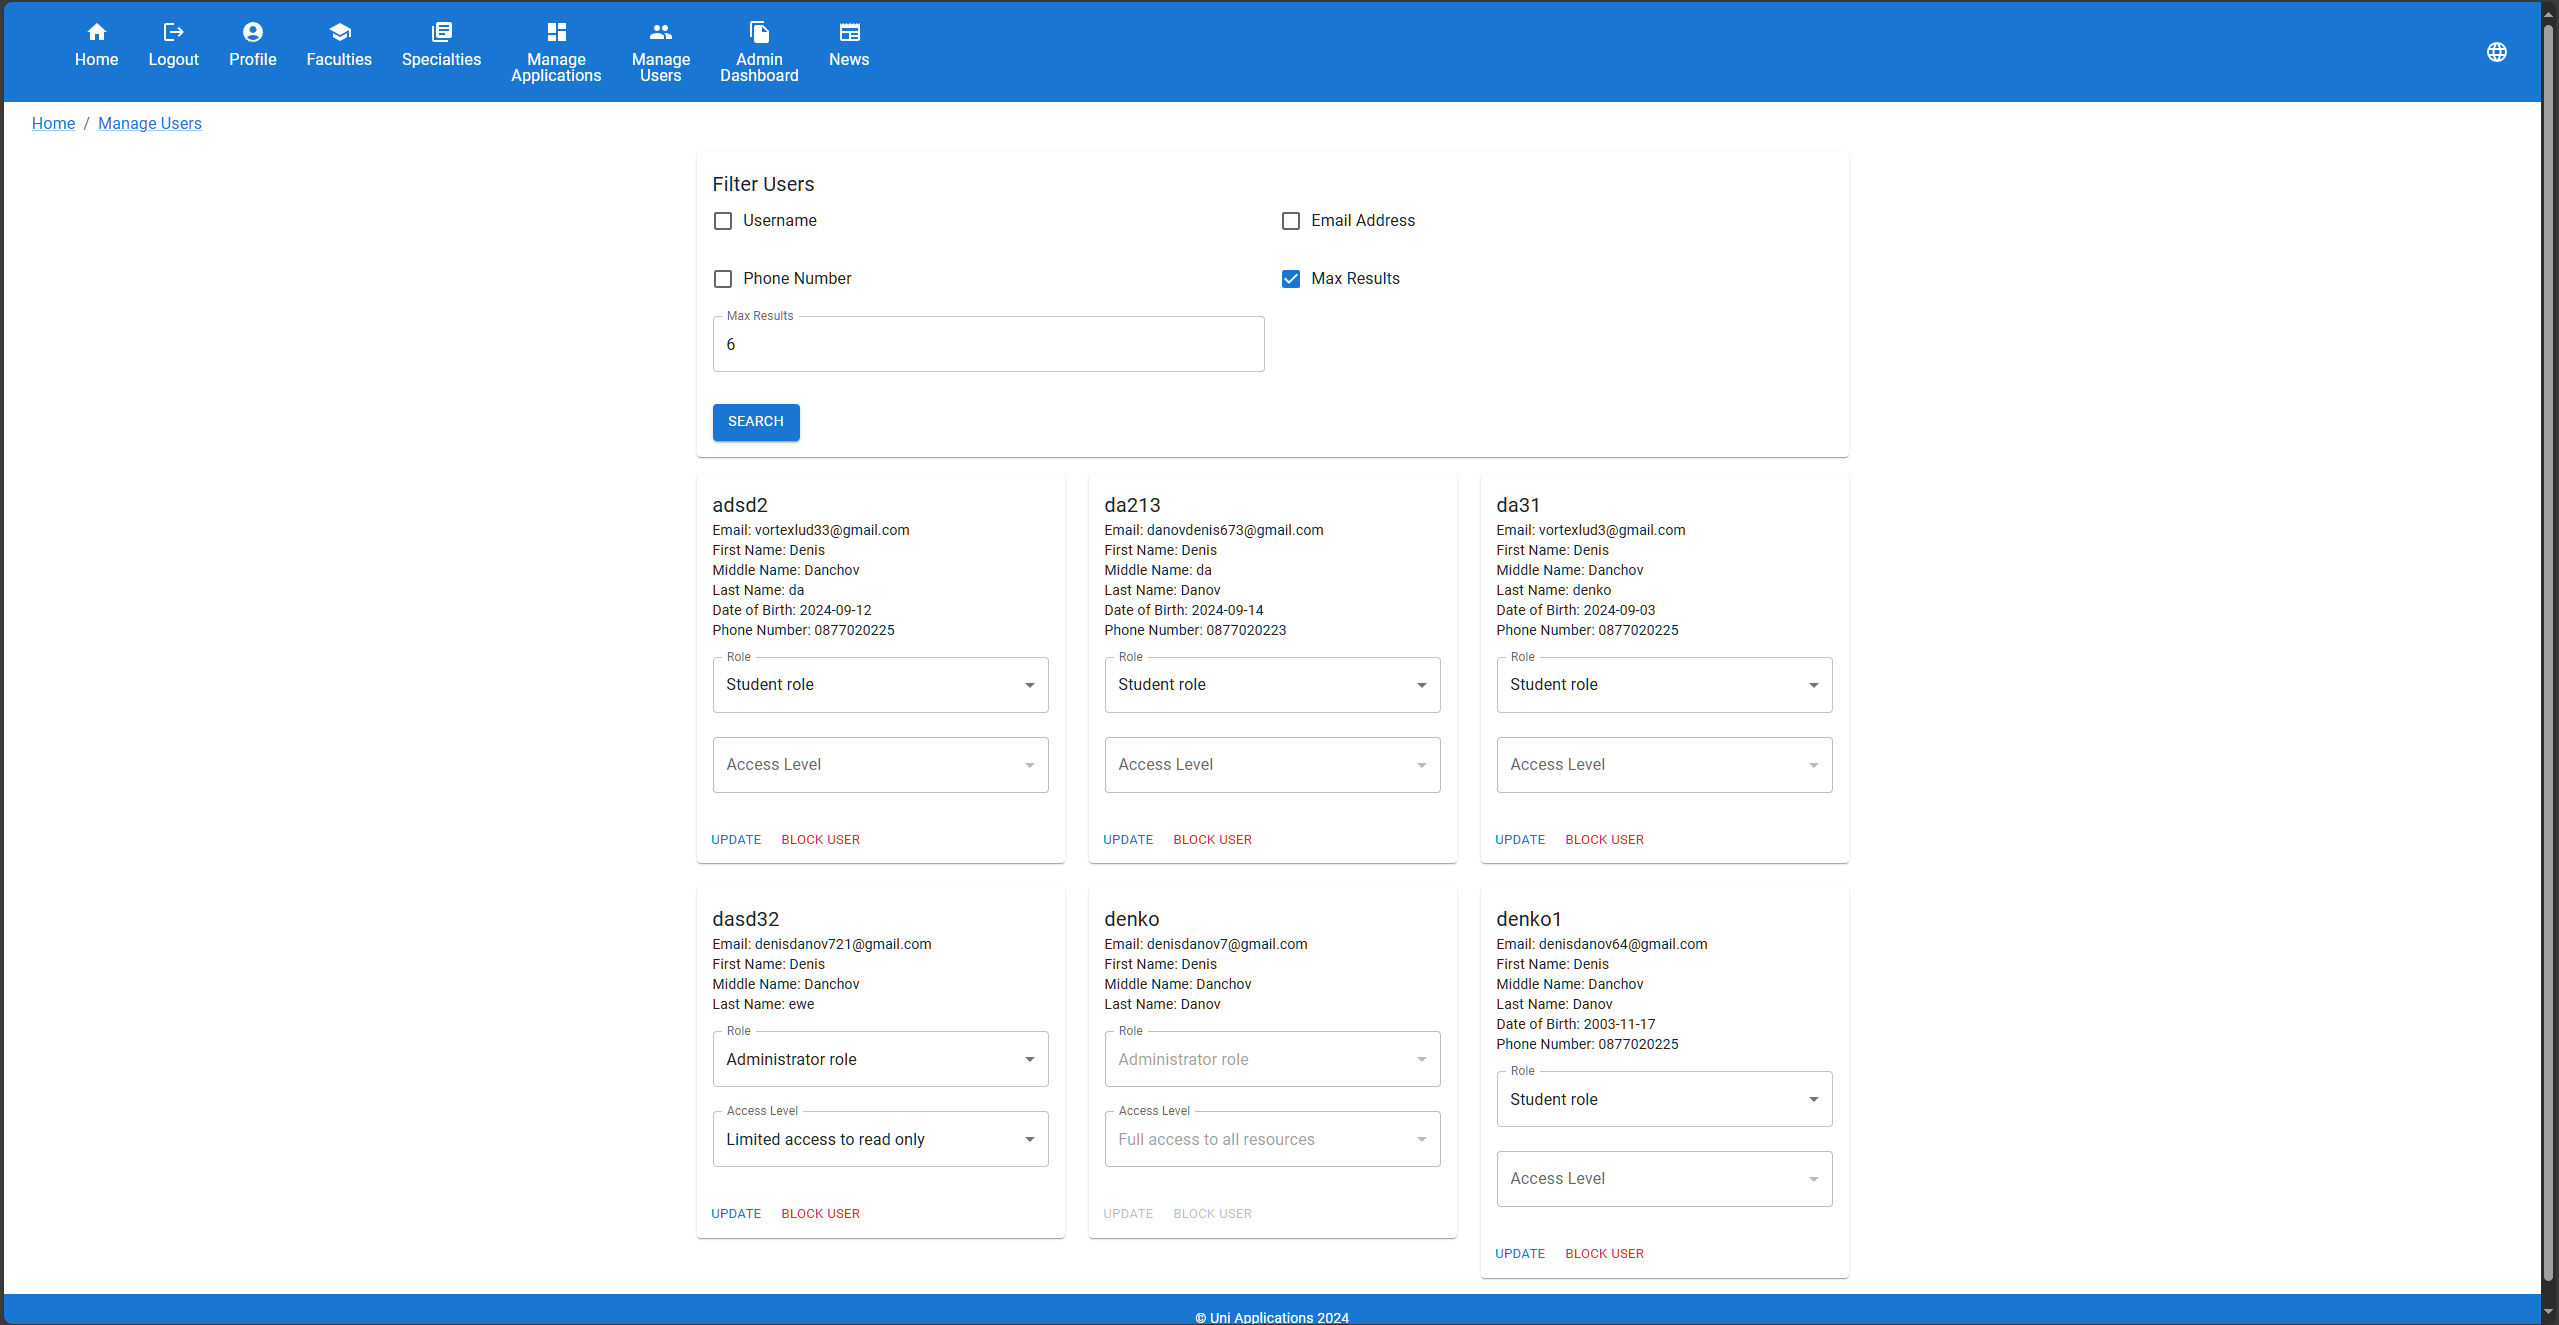 Home
Logout
Profile
Faculties
Specialties
Manage
Applications
Manage
Users
Admin
Dashboard
News
Home / Manage Users
Filter Users
Username
Email Address
Phone Number
Max Results
Max Results
6
SEARCH
adsd2
Email: vortexlud33@gmail.com
First Name: Denis
Middle Name: Danchov
Last Name: da
Date of Birth: 2024-09-12
Phone Number: 0877020225
Role
Student role
Access Level
UPDATE BLOCK USER
da213
Email: danovdenis673@gmail.com
First Name: Denis
Middle Name: da
Last Name: Danov
Date of Birth: 2024-09-14
Phone Number: 0877020223
Role
Student role
Access Level
UPDATE BLOCK USER
da31
Email: vortexlud3@gmail.com
First Name: Denis
Middle Name: Danchov
Last Name: denko
Date of Birth: 2024-09-03
Phone Number: 0877020225
Role
Student role
Access Level
UPDATE BLOCK USER
dasd32
Email: denisdanov721@gmail.com
First Name: Denis
Middle Name: Danchov
Last Name: ewe
Role
Administrator role
Access Level
Limited access to read only
UPDATE BLOCK USER
denko
Email: denisdanov7@gmail.com
First Name: Denis
Middle Name: Danchov
Last Name: Danov
Role
Administrator role
Access Level
Full access to all resources
UPDATE BLOCK USER
denko1
Email: denisdanov64@gmail.com
First Name: Denis
Middle Name: Danchov
Last Name: Danov
Date of Birth: 2003-11-17
Phone Number: 0877020225
Role
Student role
Access Level
UPDATE BLOCK USER
© Uni Applications 2024